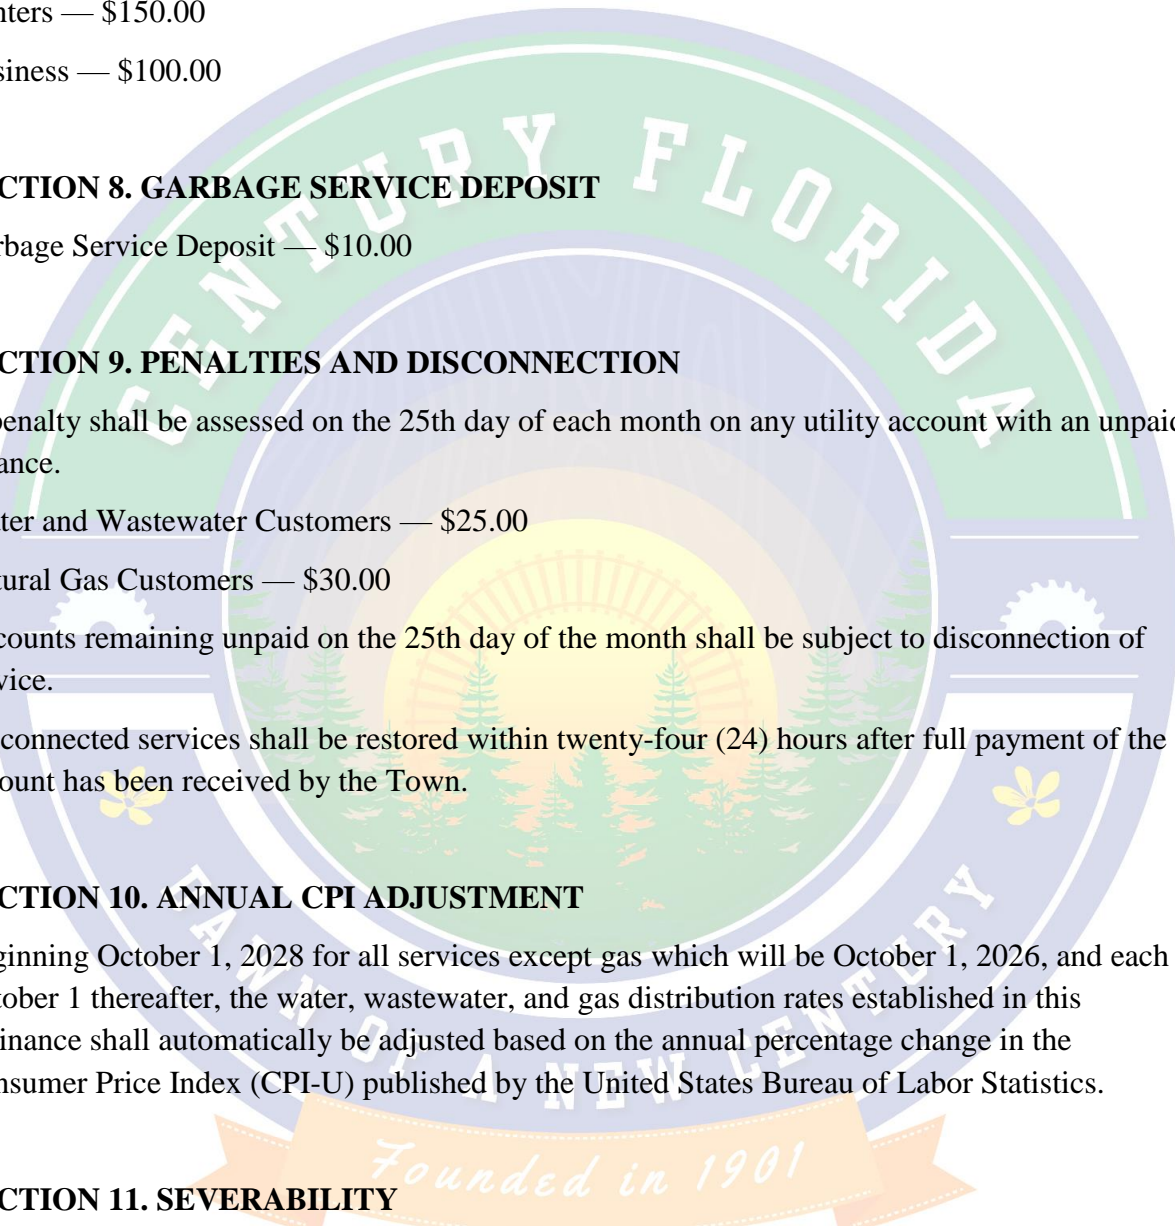 nters — $150.00
siness — $100.00
CTION 8. GARBAGE SERVICE DEPOSIT
rbage Service Deposit — $10.00
CTION 9. PENALTIES AND DISCONNECTION
penalty shall be assessed on the 25th day of each month on any utility account with an unpaid
ance.
ter and Wastewater Customers — $25.00
tural Gas Customers — $30.00
counts remaining unpaid on the 25th day of the month shall be subject to disconnection of
vice.
connected services shall be restored within twenty-four (24) hours after full payment of the
ount has been received by the Town.
CTION 10. ANNUAL CPI ADJUSTMENT
ginning October 1, 2028 for all services except gas which will be October 1, 2026, and each
tober 1 thereafter, the water, wastewater, and gas distribution rates established in this
inance shall automatically be adjusted based on the annual percentage change in the
nsumer Price Index (CPI-U) published by the United States Bureau of Labor Statistics.
CTION 11. SEVERABILITY
CENTURY FLORIDA
DAWN OF A NEW CENTURY
Founded in 1901